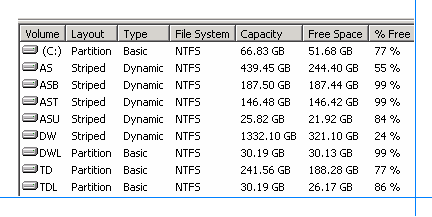 Volume Layout Type File System Capacity Free Space % Free
(C:) Partition Basic NTFS 66.83 GB 51.68 GB 77 %
AS Striped Dynamic NTFS 439.45 GB 244.40 GB 55 %
ASB Striped Dynamic NTFS 187.50 GB 187.44 GB 99 %
AST Striped Dynamic NTFS 146.48 GB 146.42 GB 99 %
ASU Striped Dynamic NTFS 25.82 GB 21.92 GB 84 %
DW Striped Dynamic NTFS 1332.10 GB 321.10 GB 24 %
DWL Partition Basic NTFS 30.19 GB 30.13 GB 99 %
TD Partition Basic NTFS 241.56 GB 188.28 GB 77 %
TDL Partition Basic NTFS 30.19 GB 26.17 GB 86 %